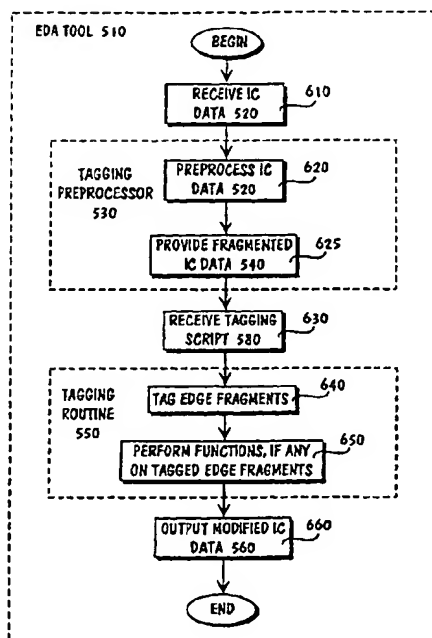 EDA TOOL 510
BEGIN
RECEIVE IC
DATA 520
610
TAGGING
PREPROCESSOR
530
PREPROCESS IC
DATA 520
620
PROVIDE FRAGMENTED
IC DATA 540
625
RECEIVE TAGGING
SCRIPT 580
630
TAGGING
ROUTINE
550
TAG EDGE FRAGMENTS
640
PERFORM FUNCTIONS, IF ANY
ON TAGGED EDGE FRAGMENTS
650
OUTPUT MODIFIED IC
DATA 560
660
END